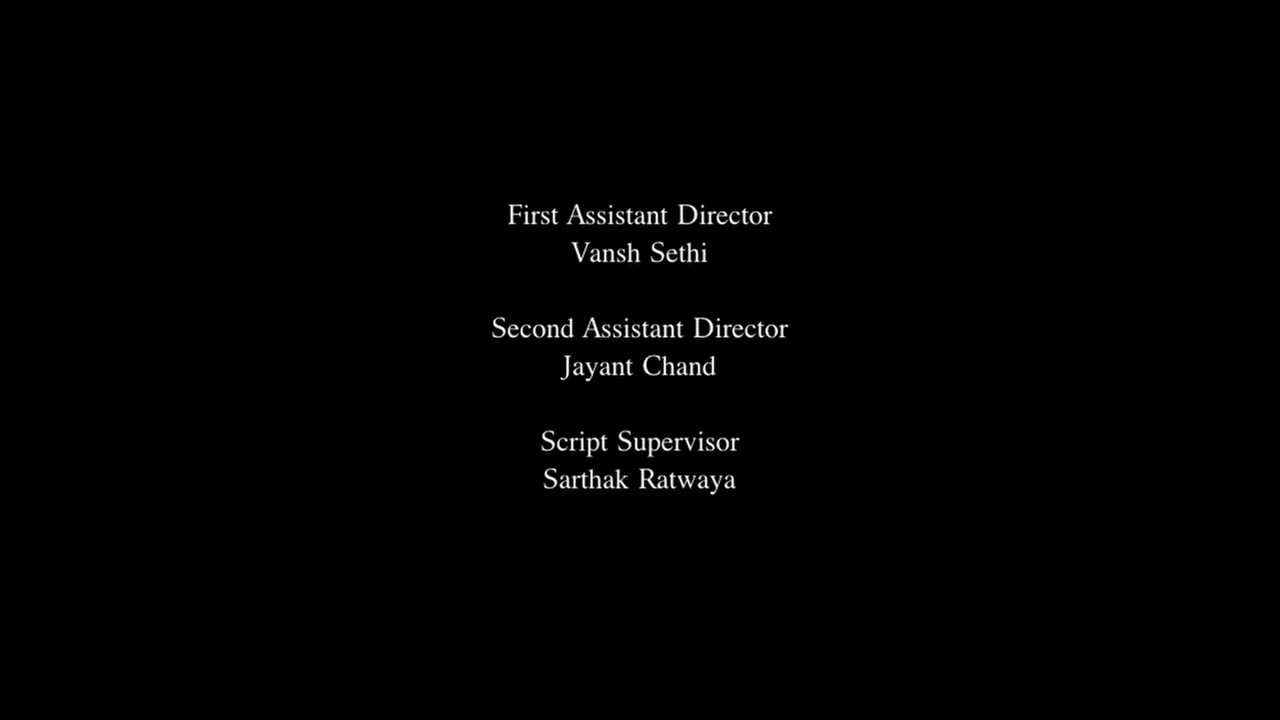 First Assistant Director
Vansh Sethi
Second Assistant Director
Jayant Chand
Script Supervisor
Sarthak Ratwaya